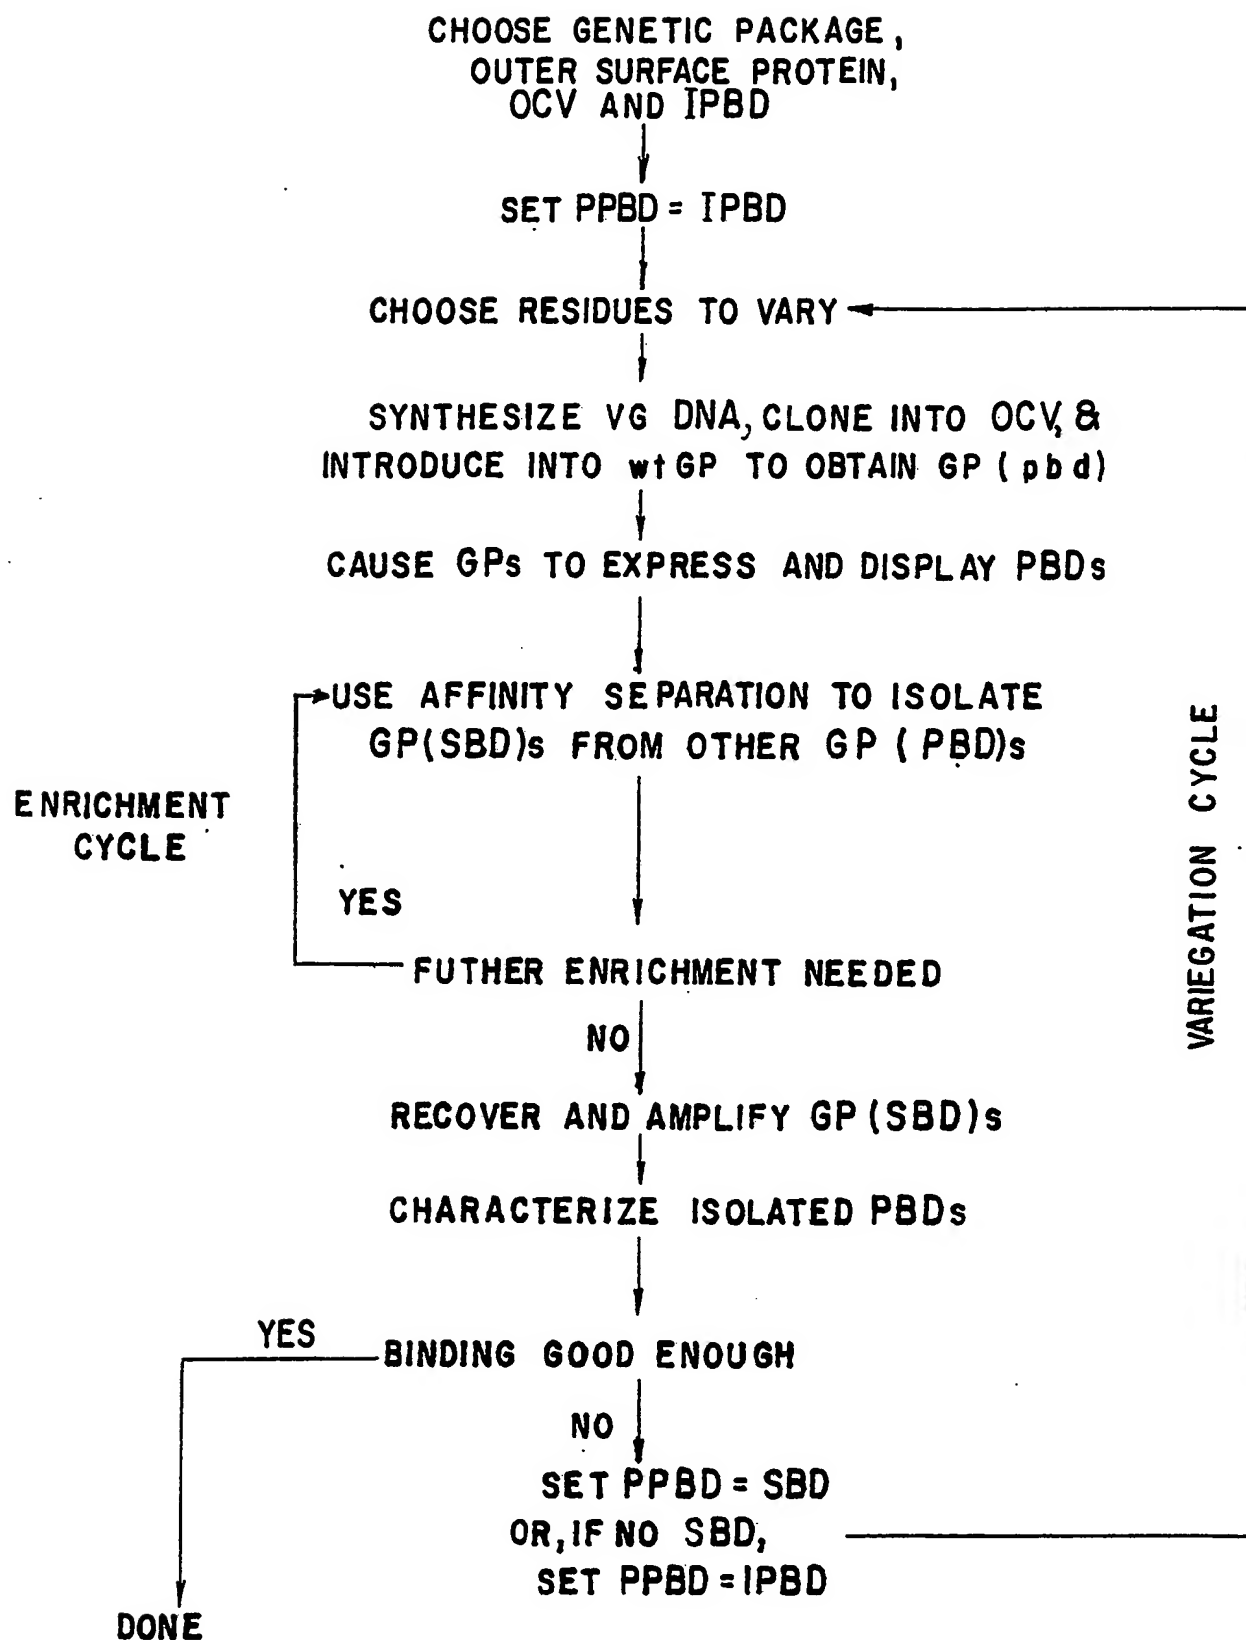 CHOOSE GENETIC PACKAGE,
OUTER SURFACE PROTEIN,
OCV AND IPBD
SET PPBD = IPBD
CHOOSE RESIDUES TO VARY
SYNTHESIZE VG DNA, CLONE INTO OCV, &
INTRODUCE INTO wtGP TO OBTAIN GP (pbd)
CAUSE GPs TO EXPRESS AND DISPLAY PBDs
USE AFFINITY SEPARATION TO ISOLATE
GP(SBD)s FROM OTHER GP (PBD)s
ENRICHMENT
CYCLE
VARIEGATION CYCLE
YES
FUTHER ENRICHMENT NEEDED
NO
RECOVER AND AMPLIFY GP(SBD)s
CHARACTERIZE ISOLATED PBDs
YES
BINDING GOOD ENOUGH
NO
SET PPBD = SBD
OR, IF NO SBD,
SET PPBD = IPBD
DONE